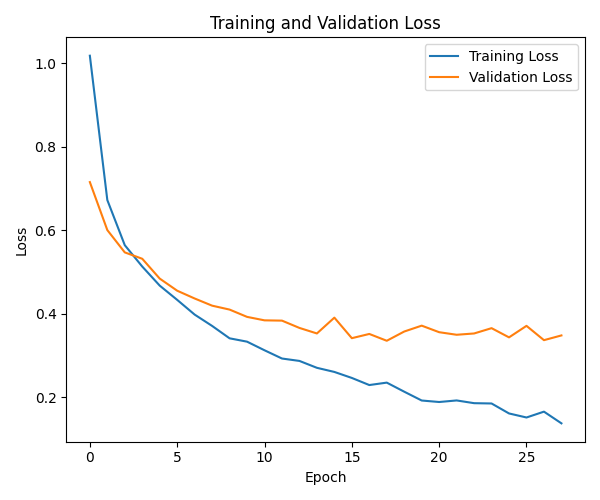 Training and Validation Loss
Training Loss
Validation Loss
Loss
1.0
0.8
0.6
0.4
0.2
0 5 10 15 20 25
Epoch